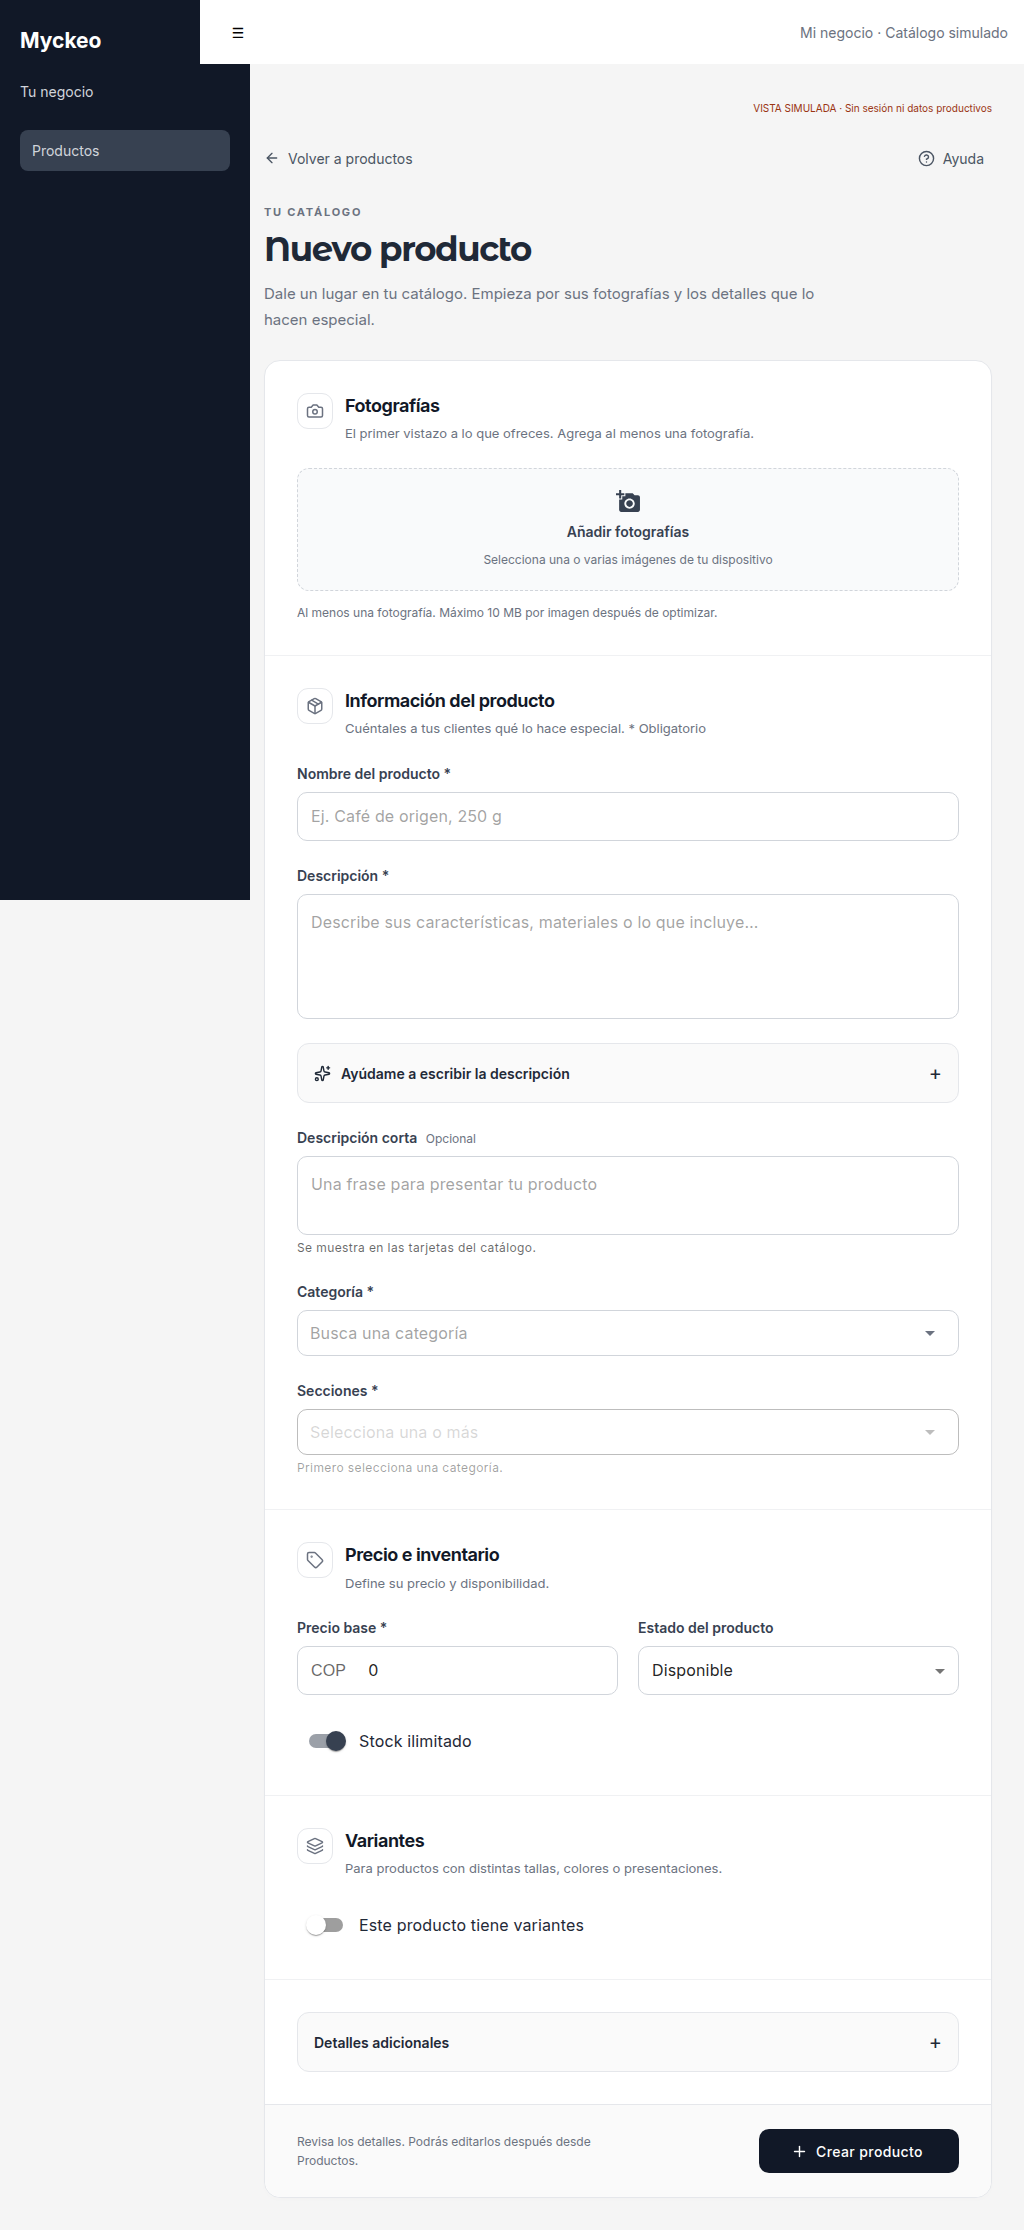 Myckeo
☰
Mi negocio · Catálogo simulado
Tu negocio
Productos
VISTA SIMULADA · Sin sesión ni datos productivos
Volver a productos
Ayuda
TU CATÁLOGO
Nuevo producto
Dale un lugar en tu catálogo. Empieza por sus fotografías y los detalles que lo
hacen especial.
Fotografías
El primer vistazo a lo que ofreces. Agrega al menos una fotografía.
Añadir fotografías
Selecciona una o varias imágenes de tu dispositivo
Al menos una fotografía. Máximo 10 MB por imagen después de optimizar.
Información del producto
Cuéntales a tus clientes qué lo hace especial. * Obligatorio
Nombre del producto *
Ej. Café de origen, 250 g
Descripción *
Describe sus características, materiales o lo que incluye...
Ayúdame a escribir la descripción +
Descripción corta Opcional
Una frase para presentar tu producto
Se muestra en las tarjetas del catálogo.
Categoría *
Busca una categoría
Secciones *
Selecciona una o más
Primero selecciona una categoría.
Precio e inventario
Define su precio y disponibilidad.
Precio base *
COP 0
Estado del producto
Disponible
Stock ilimitado
Variantes
Para productos con distintas tallas, colores o presentaciones.
Este producto tiene variantes
Detalles adicionales +
Revisa los detalles. Podrás editarlos después desde
Productos.
+ Crear producto